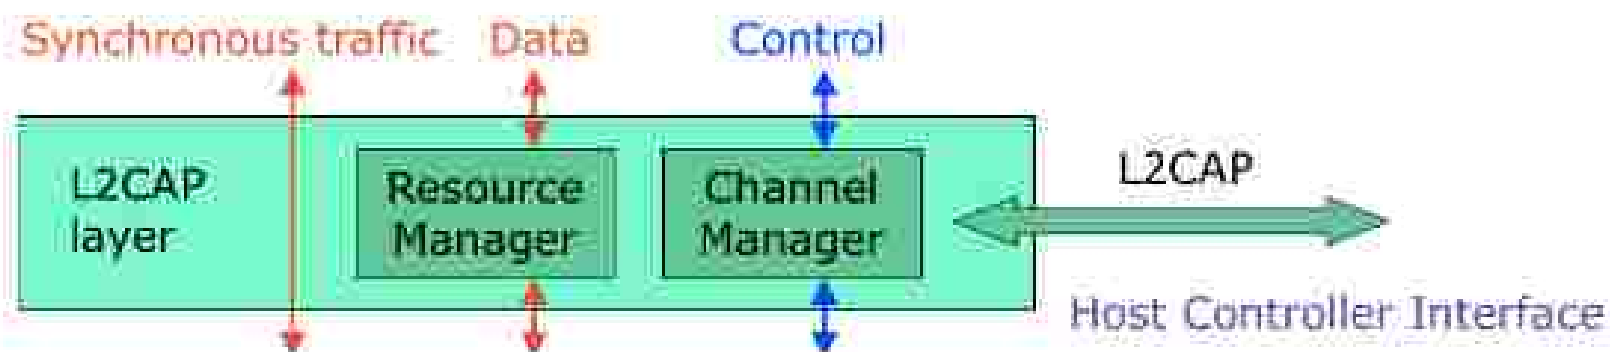 Synchronous traffic Data Control
L2CAP
layer
Resource
Manager
Channel
Manager
L2CAP
Host Controller Interface